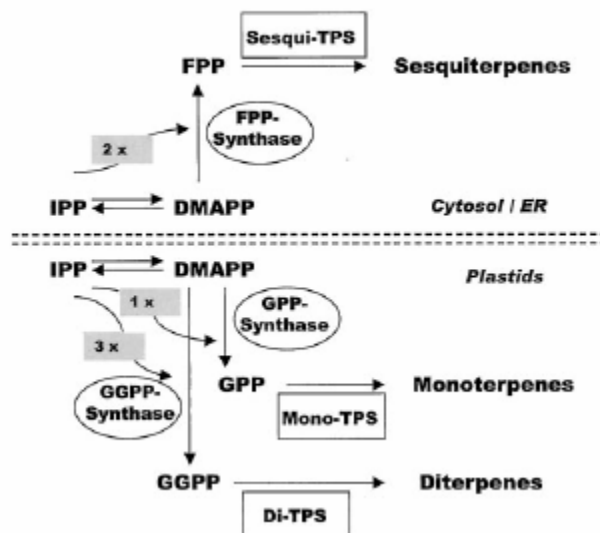 Sesqui-TPS
FPP
Sesquiterpenes
FPP-
Synthase
2 x
IPP
DMAPP
Cytosol / ER
IPP
DMAPP
Plastids
1 x
GPP-
Synthase
3 x
GGPP-
Synthase
GPP
Monoterpenes
Mono-TPS
GGPP
Diterpenes
Di-TPS